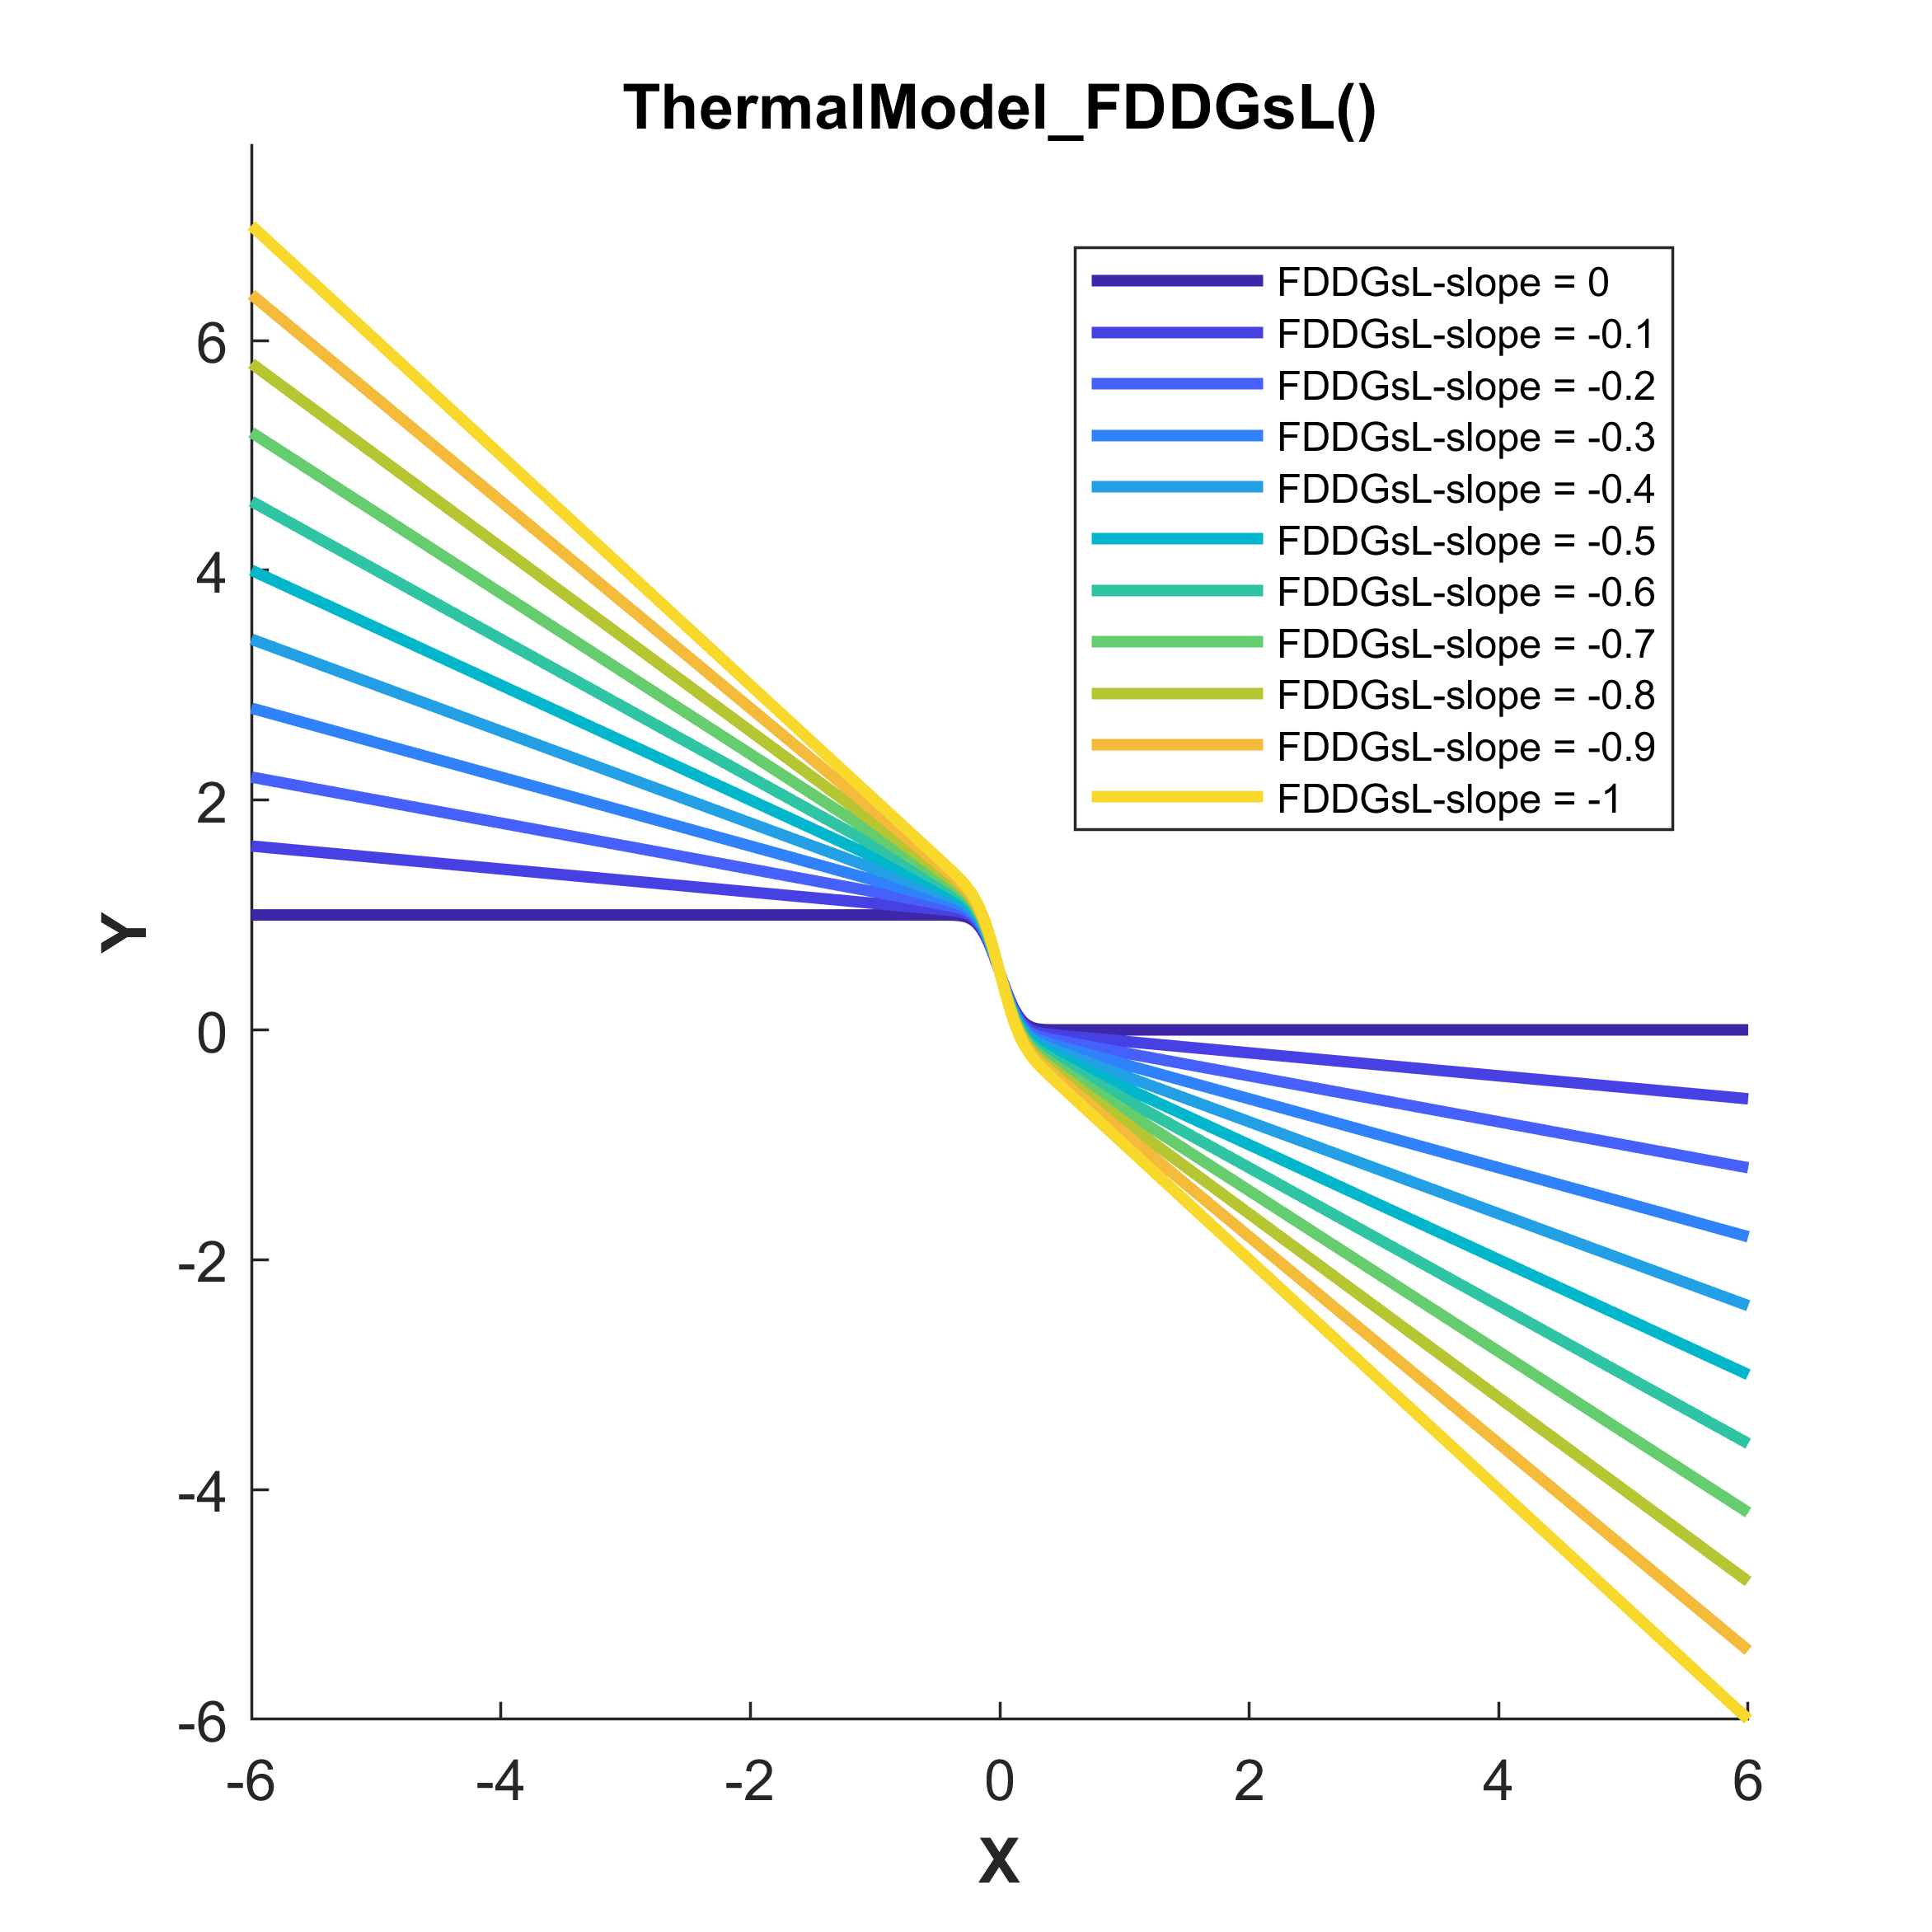 ThermalModel_FDDGsL()
FDDGsL-slope = 0
FDDGsL-slope = -0.1
FDDGsL-slope = -0.2
FDDGsL-slope = -0.3
FDDGsL-slope = -0.4
FDDGsL-slope = -0.5
FDDGsL-slope = -0.6
FDDGsL-slope = -0.7
FDDGsL-slope = -0.8
FDDGsL-slope = -0.9
FDDGsL-slope = -1
6
4
2
0
-2
-4
-6
Y
-6 -4 -2 0 2 4 6
X